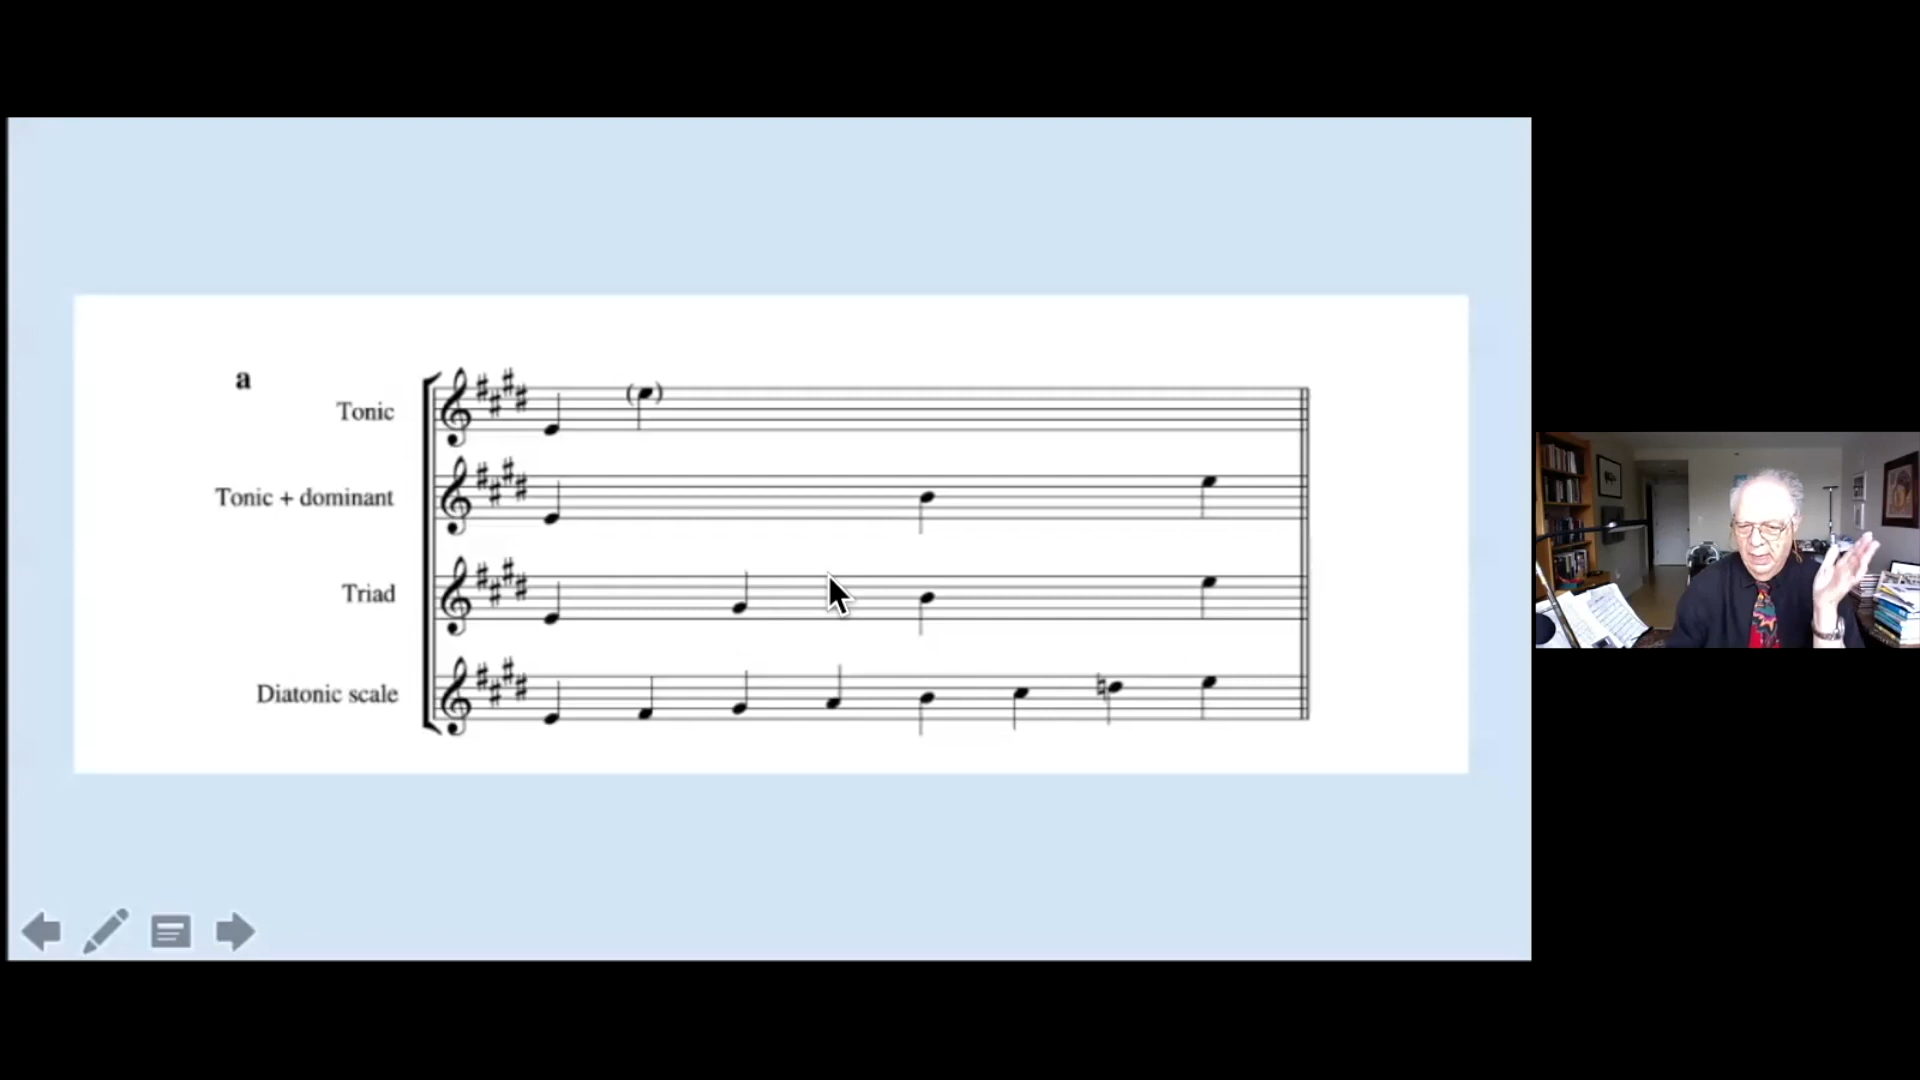 a
Tonic
Tonic + dominant
Triad
Diatonic scale